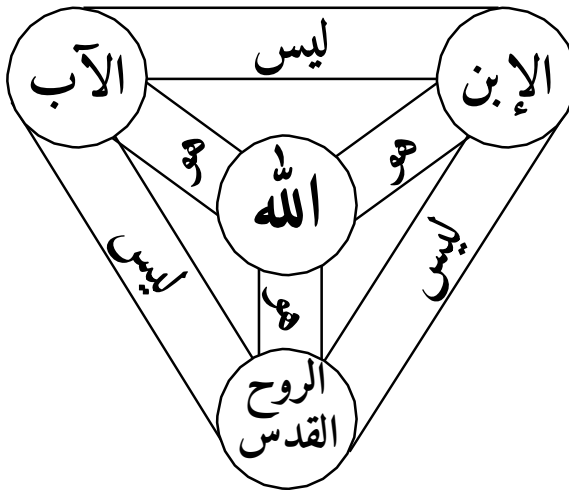 ليس
الإبن
الآب
هو
هو
الله
ليس
ليس
هو
الروح
القدس